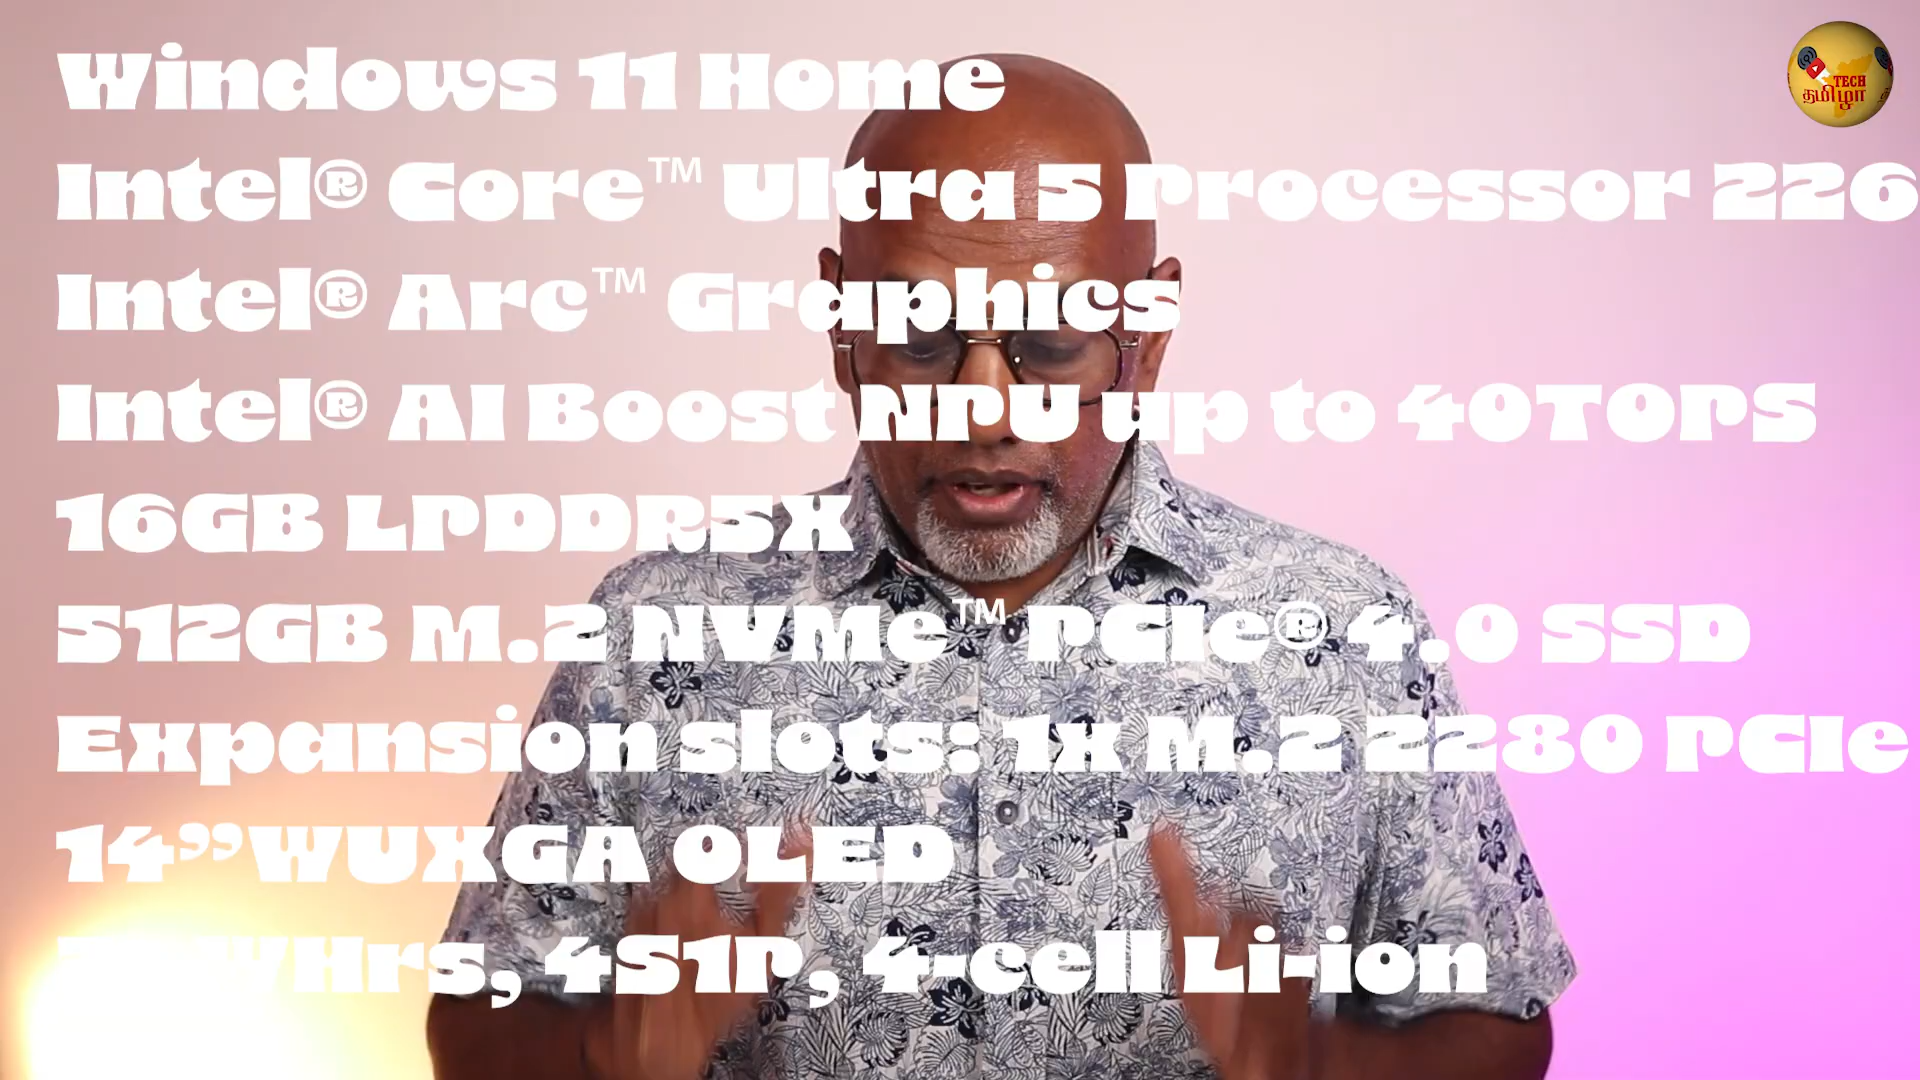 Windows 11 Home
Intel® Core™ Ultra 5 Processor 226
Intel® Arc™ Graphics
Intel® AI Boost NPU up to 40TOPS
16GB LPDDR5X
512GB M.2 NVMe™ PCIe® 4.0 SSD
Expansion slots: 1x M.2 2280 PCIe
14”WUXGA OLED
WHrs, 4S1P, 4-cell Li-ion
TECH
தமிழா